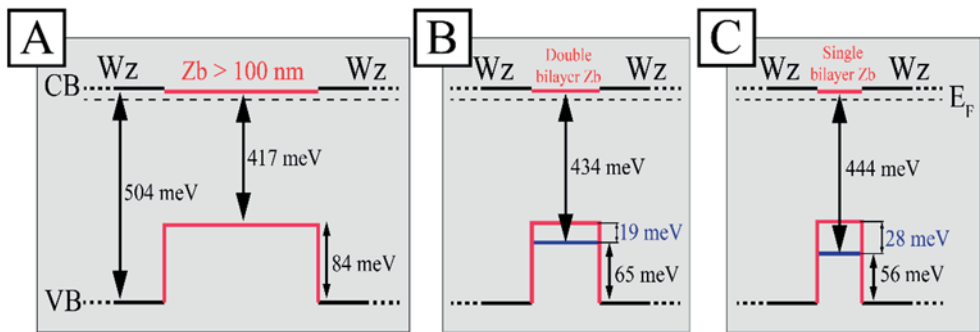 A
B
C
Wz
Zb > 100 nm
Wz
CB
504 meV
417 meV
84 meV
VB
Wz
Double
bilayer Zb
Wz
434 meV
19 meV
65 meV
Wz
Single
bilayer Zb
Wz
E_F
444 meV
28 meV
56 meV